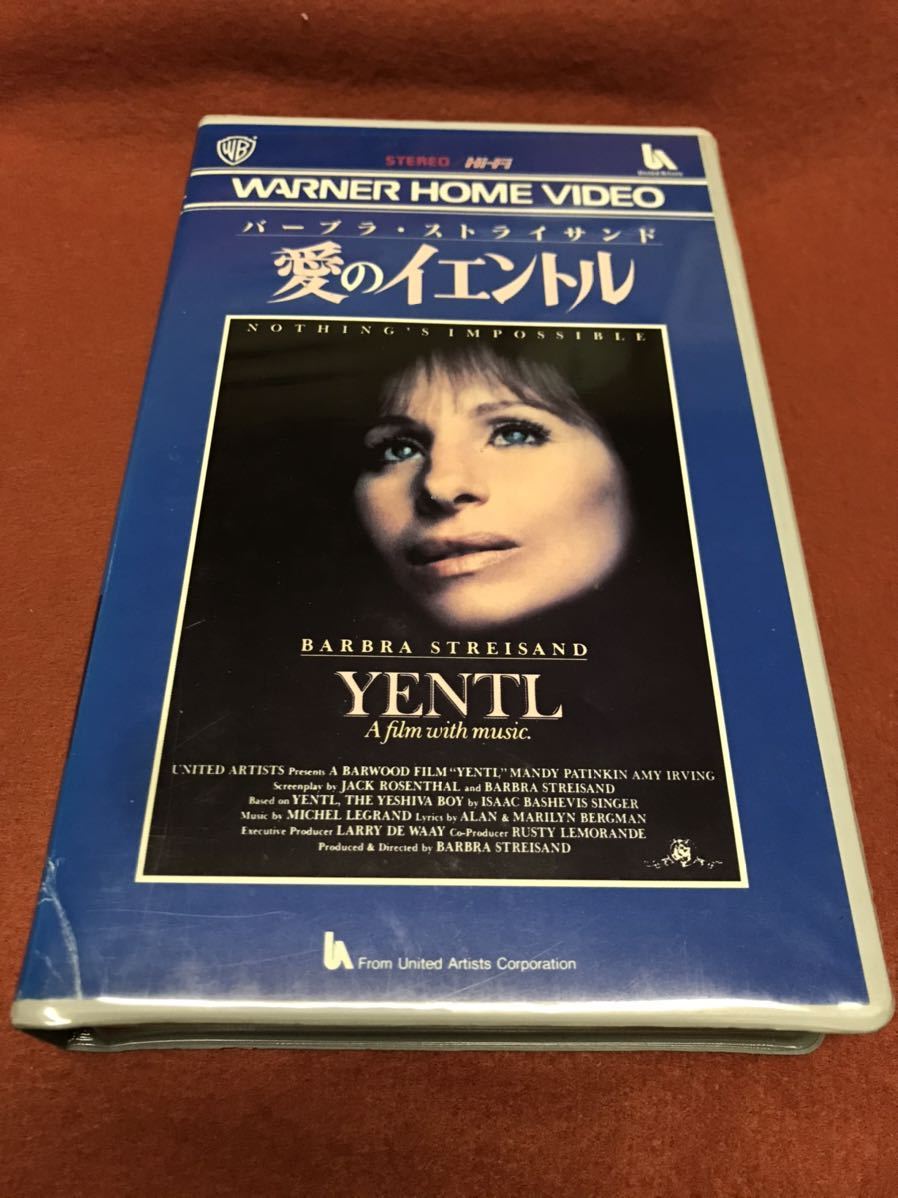 WB
STEREO / Hi-Fi
United Artists
WARNER HOME VIDEO
バーブラ・ストライサンド
愛のイエントル
NOTHING'S IMPOSSIBLE
BARBRA STREISAND
YENTL
A film with music.
UNITED ARTISTS Presents A BARWOOD FILM "YENTL," MANDY PATINKIN AMY IRVING
Screenplay by JACK ROSENTHAL and BARBRA STREISAND
Based on YENTL, THE YESHIVA BOY by ISAAC BASHEVIS SINGER
Music by MICHEL LEGRAND Lyrics by ALAN & MARILYN BERGMAN
Executive Producer LARRY DE WAAY Co-Producer RUSTY LEMORANDE
Produced & Directed by BARBRA STREISAND
From United Artists Corporation